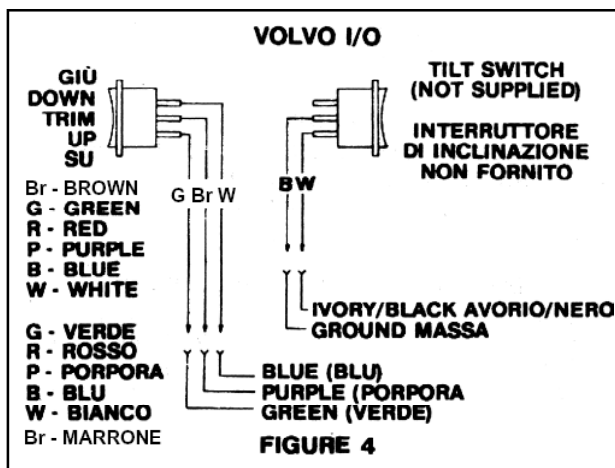 VOLVO I/O
GIÙ
DOWN
TRIM
UP
SU
TILT SWITCH
(NOT SUPPLIED)
INTERRUTTORE
DI INCLINAZIONE
NON FORNITO
Br - BROWN
G - GREEN
R - RED
P - PURPLE
B - BLUE
W - WHITE
G Br W
B W
G - VERDE
R - ROSSO
P - PORPORA
B - BLU
W - BIANCO
Br - MARRONE
IVORY/BLACK AVORIO/NERO
GROUND MASSA
BLUE (BLU)
PURPLE (PORPORA
GREEN (VERDE)
FIGURE 4